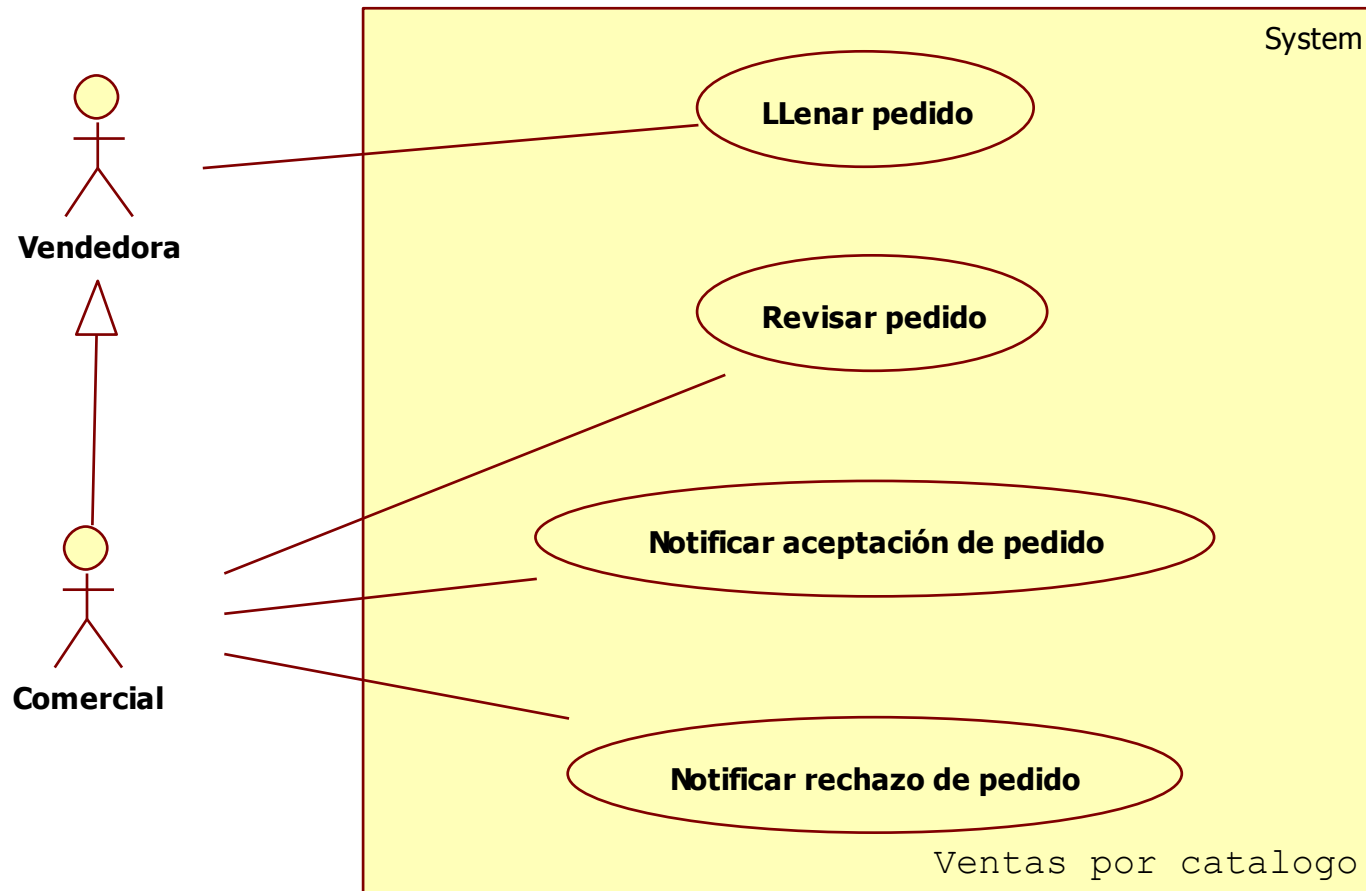 System
LLenar pedido
Vendedora
Revisar pedido
Notificar aceptación de pedido
Comercial
Notificar rechazo de pedido
Ventas por catalogo